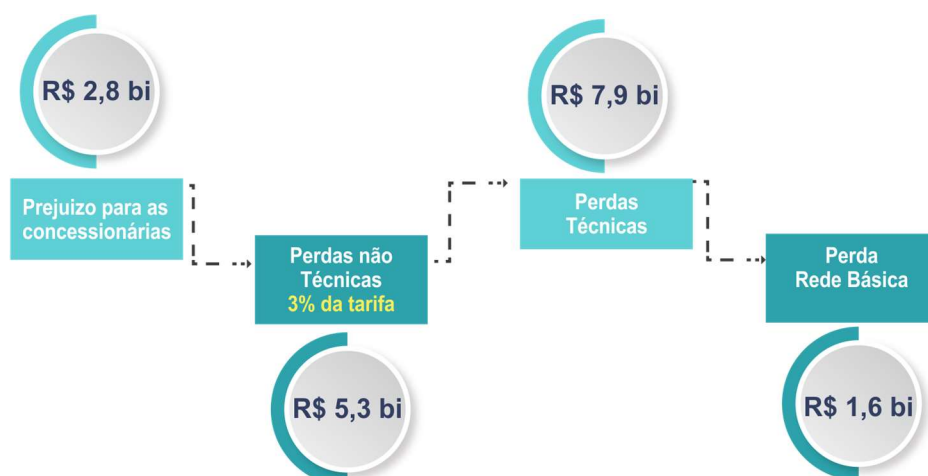 R$ 2,8 bi
Prejuizo para as
concessionárias
Perdas não
Técnicas
3% da tarifa
R$ 5,3 bi
R$ 7,9 bi
Perdas
Técnicas
Perda
Rede Básica
R$ 1,6 bi